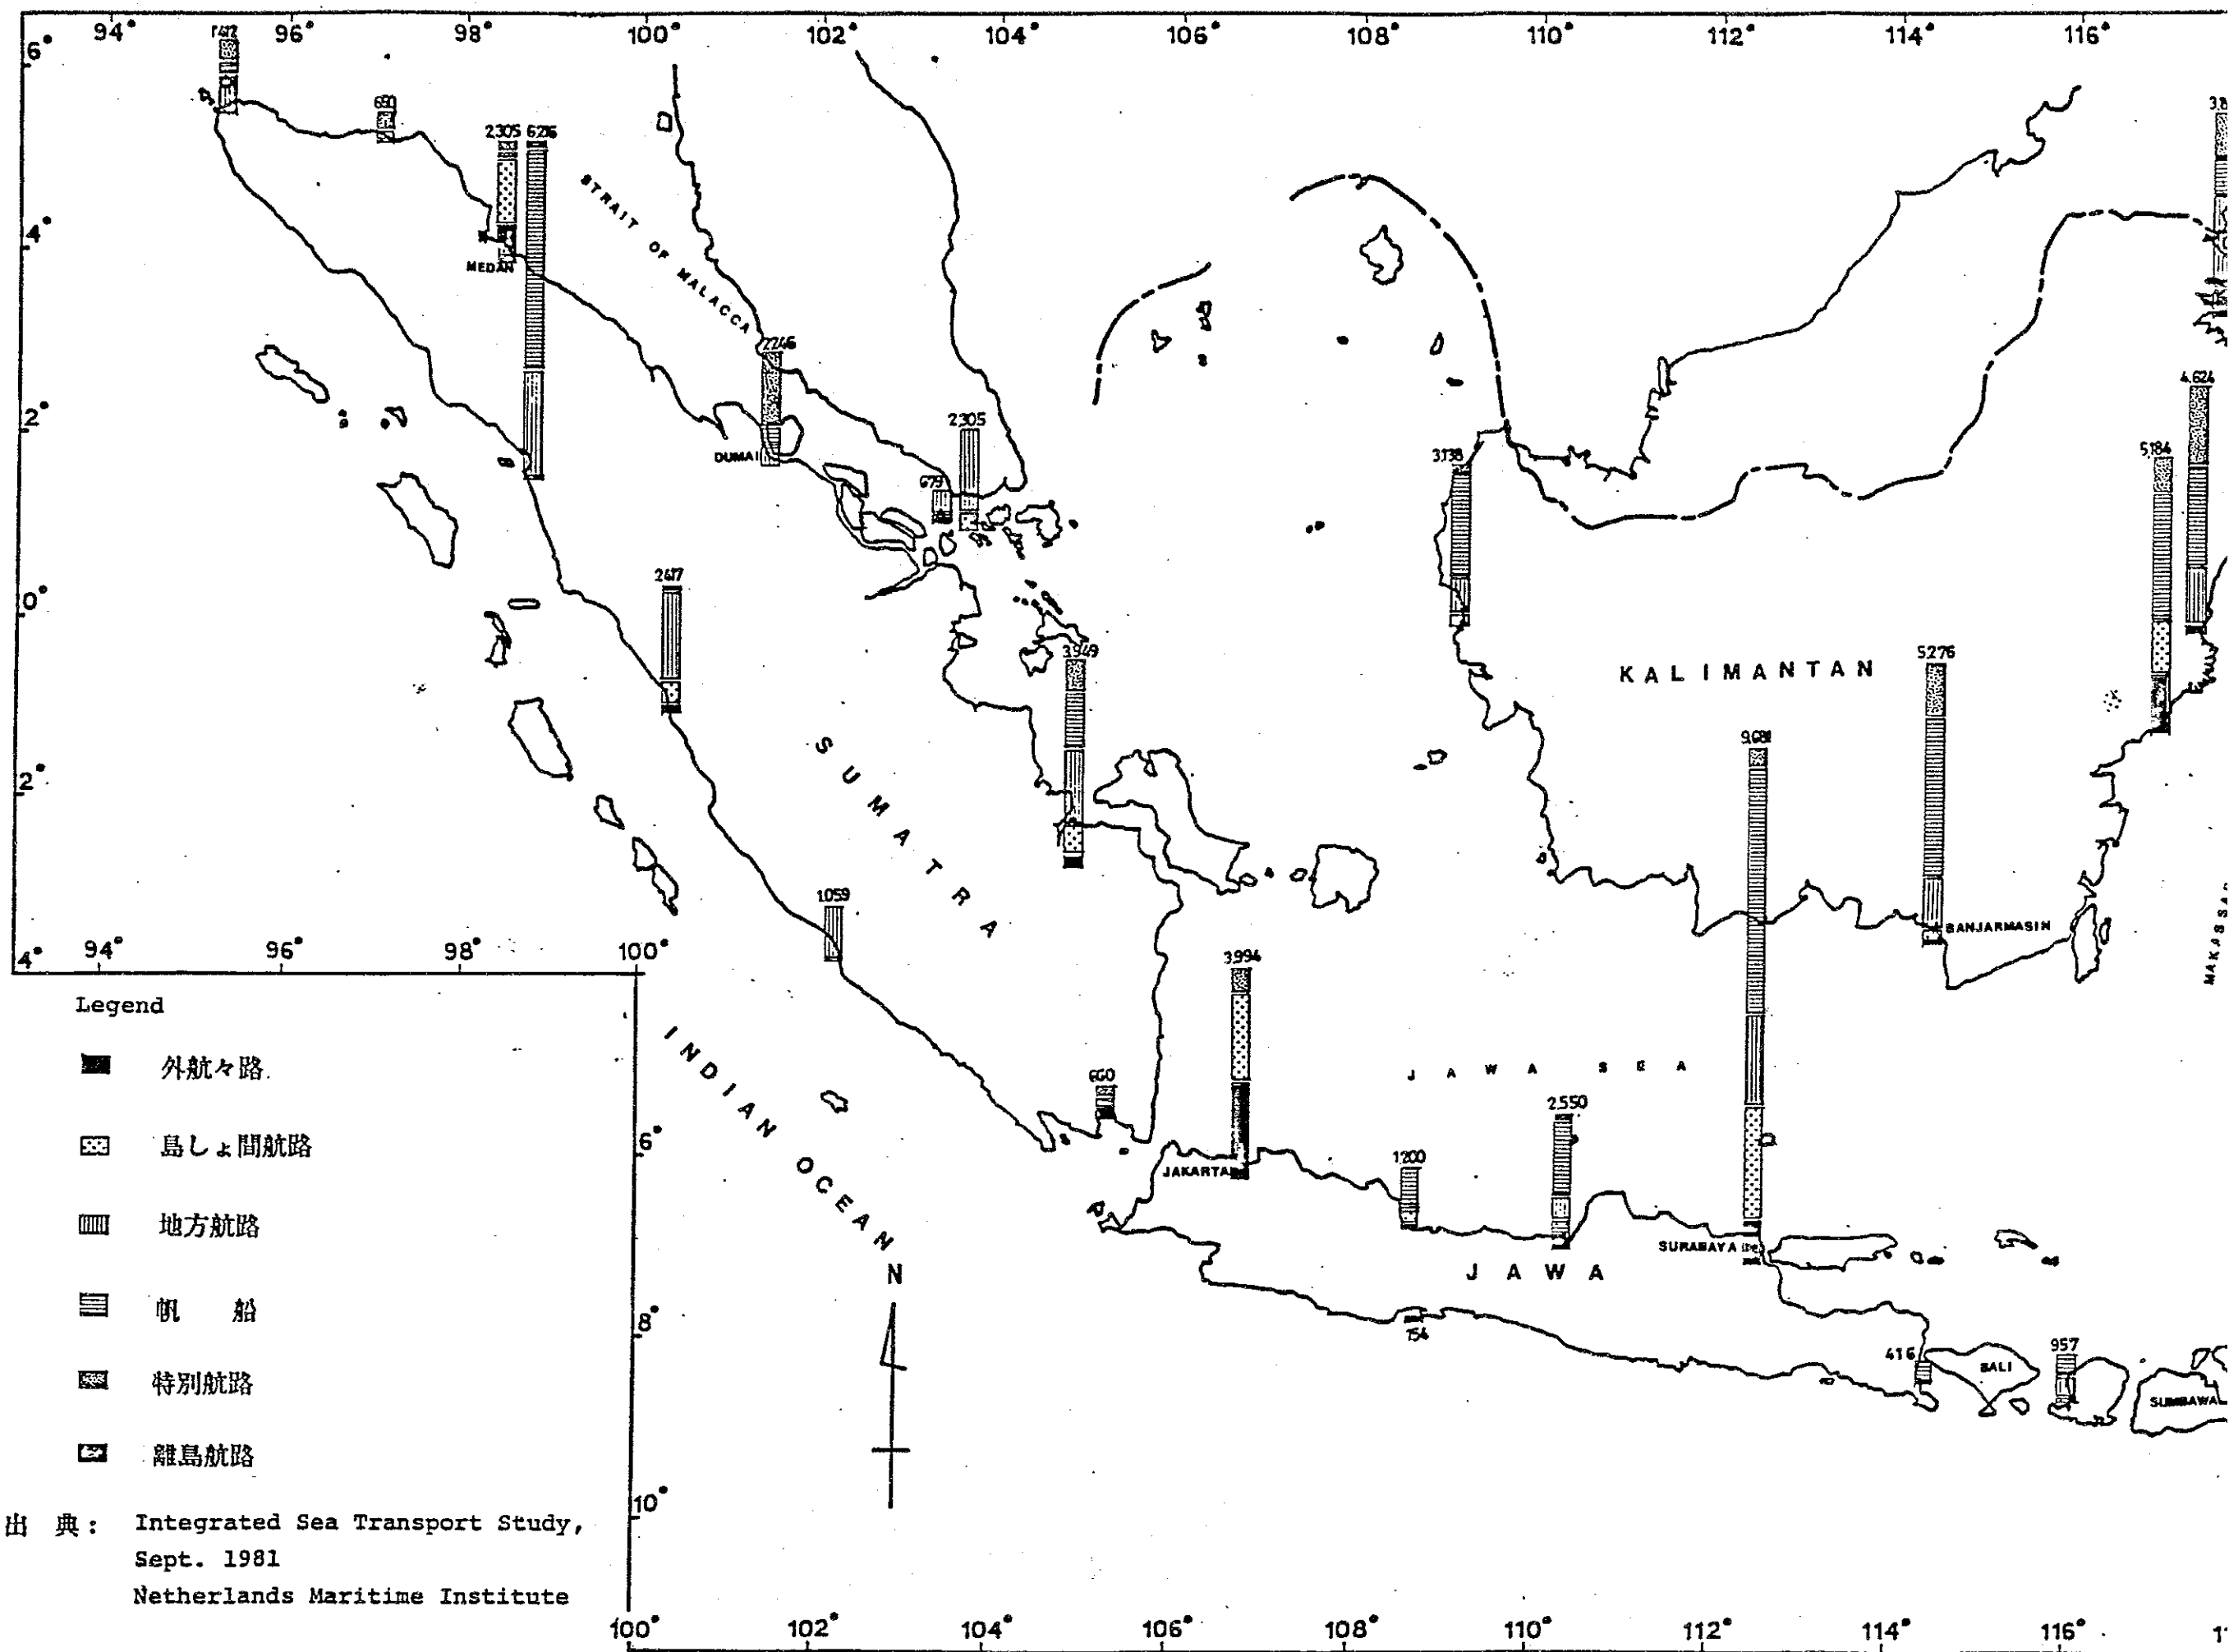 94° 96° 98° 100° 102° 104° 106° 108° 110° 112° 114° 116°
6°
4°
2°
0°
2°
4°
690
2.305 6.216
STRAIT OF MALACCA
MEDAN
2.246
DUMAI
679
2.305
2.417
3.949
SUMATRA
1.059
3.138
KALIMANTAN
5.184
4.624
5.276
9.681
BANJARMASIN
94° 96° 98° 100°
3.994
INDIAN OCEAN
660
JAWA SEA
JAKARTA
1.200
2.550
SURABAYA
JAWA
154
416
BALI
957
SUMBAWA
N
6°
8°
10°
100° 102° 104° 106° 108° 110° 112° 114° 116°
Legend
外航々路
島しょ間航路
地方航路
帆 船
特別航路
離島航路
出 典: Integrated Sea Transport Study,
Sept. 1981
Netherlands Maritime Institute